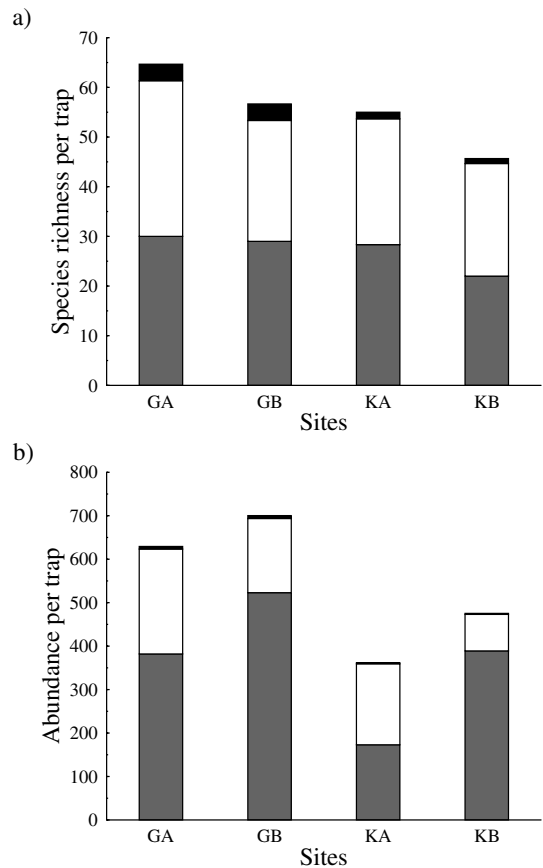 a)
Species richness per trap
70
60
50
40
30
20
10
0
GA GB KA KB
Sites
b)
Abundance per trap
800
700
600
500
400
300
200
100
0
GA GB KA KB
Sites